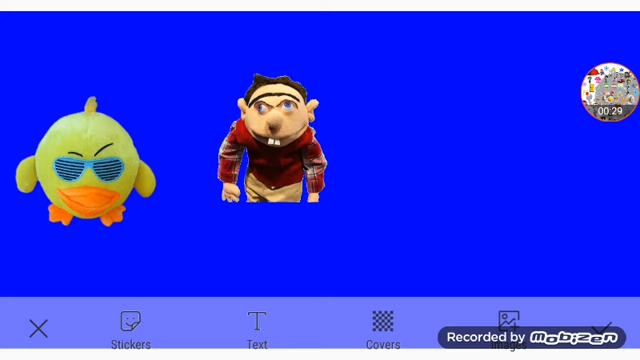 00:29
Stickers
Text
Covers
Images
Recorded by
mobizen